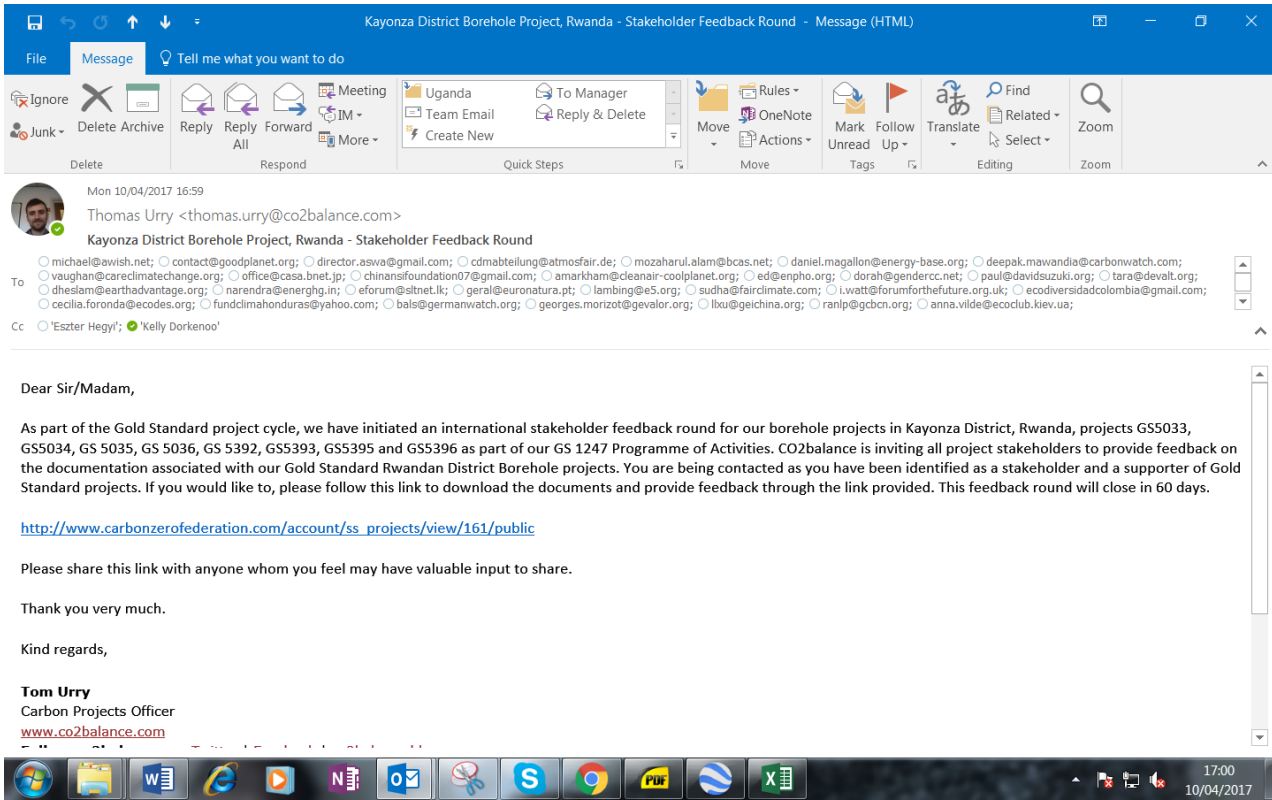 Kayonza District Borehole Project, Rwanda - Stakeholder Feedback Round - Message (HTML)
File Message Tell me what you want to do
Ignore
Junk
Delete Archive
Reply Reply All Forward
Meeting
IM
More
Uganda To Manager
Team Email Reply & Delete
Create New
Move
Rules
OneNote
Actions
Mark Unread Follow Up
Translate
Find
Related
Select
Zoom
Delete Respond Quick Steps Move Tags Editing Zoom
Mon 10/04/2017 16:59
Thomas Urry <thomas.urry@co2balance.com>
Kayonza District Borehole Project, Rwanda - Stakeholder Feedback Round
michael@awish.net; contact@goodplanet.org; director.aswa@gmail.com; cdmabteilung@atmosfair.de; mozaharul.alam@bcas.net; daniel.magallon@energy-base.org; deepak.mawandia@carbonwatch.com;
To vaughan@careclimatechange.org; office@casa.bnet.jp; chinansifoundation07@gmail.com; amarkham@cleanair-coolplanet.org; ed@enpho.org; dorah@gendercc.net; paul@davidsuzuki.org; tara@devalt.org;
dheslam@earthadvantage.org; narendra@energhg.in; eforum@sltnet.lk; geral@euronatura.pt; lambing@e5.org; sudha@fairclimate.com; i.watt@forumforthefuture.org.uk; ecodiversidadcolombia@gmail.com;
cecilia.foronda@ecodes.org; fundclimahonduras@yahoo.com; bals@germanwatch.org; georges.morizot@gevalor.org; llxu@geichina.org; ranlp@gcbcn.org; anna.vilde@ecoclub.kiev.ua;
Cc 'Eszter Hegyi'; 'Kelly Dorkenoo'
Dear Sir/Madam,
As part of the Gold Standard project cycle, we have initiated an international stakeholder feedback round for our borehole projects in Kayonza District, Rwanda, projects GS5033,
GS5034, GS 5035, GS 5036, GS 5392, GS5393, GS5395 and GS5396 as part of our GS 1247 Programme of Activities. CO2balance is inviting all project stakeholders to provide feedback on
the documentation associated with our Gold Standard Rwandan District Borehole projects. You are being contacted as you have been identified as a stakeholder and a supporter of Gold
Standard projects. If you would like to, please follow this link to download the documents and provide feedback through the link provided. This feedback round will close in 60 days.
http://www.carbonzerofederation.com/account/ss_projects/view/161/public
Please share this link with anyone whom you feel may have valuable input to share.
Thank you very much.
Kind regards,
Tom Urry
Carbon Projects Officer
www.co2balance.com
PDF
17:00
10/04/2017